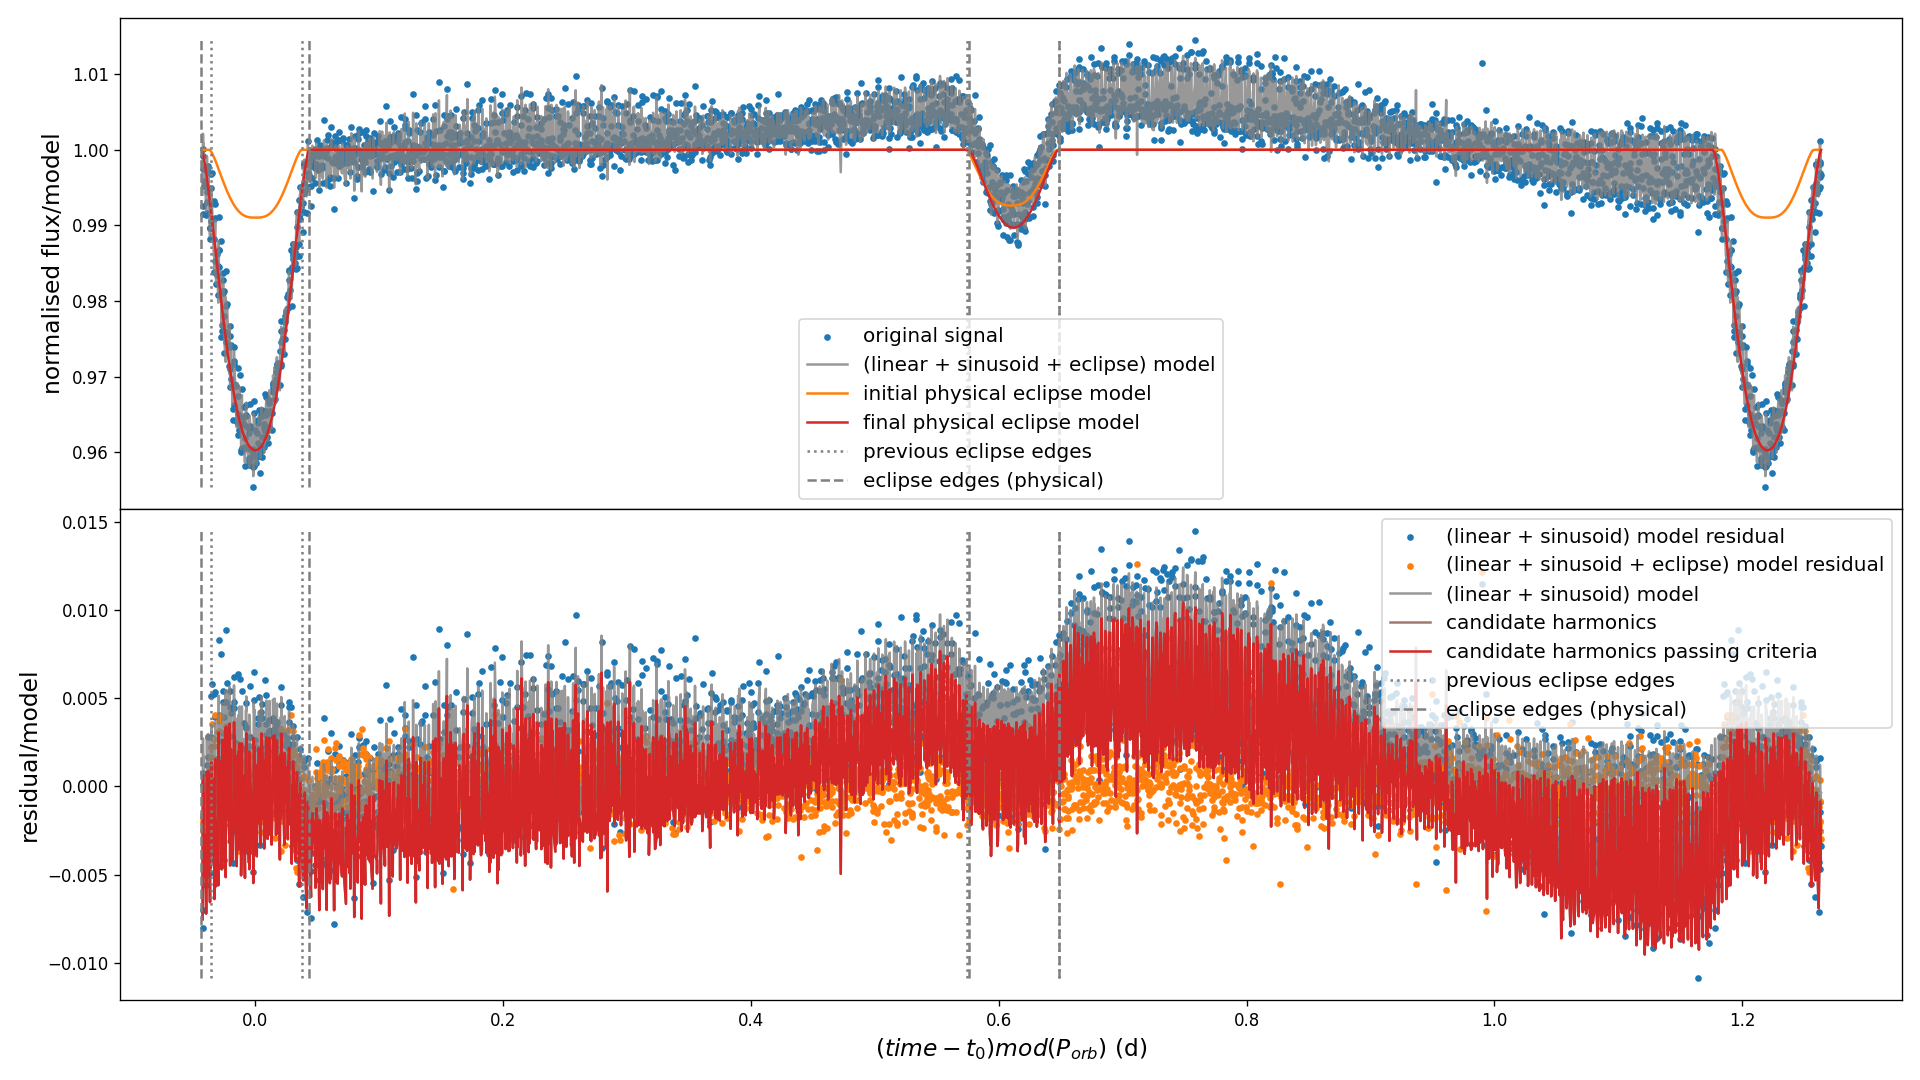 normalised flux/model
1.01
1.00
0.99
0.98
0.97
0.96
original signal
(linear + sinusoid + eclipse) model
initial physical eclipse model
final physical eclipse model
previous eclipse edges
eclipse edges (physical)
residual/model
0.015
0.010
0.005
0.000
−0.005
−0.010
(linear + sinusoid) model residual
(linear + sinusoid + eclipse) model residual
(linear + sinusoid) model
candidate harmonics
candidate harmonics passing criteria
previous eclipse edges
eclipse edges (physical)
0.0 0.2 0.4 0.6 0.8 1.0 1.2
(time − t₀)mod(P_orb) (d)